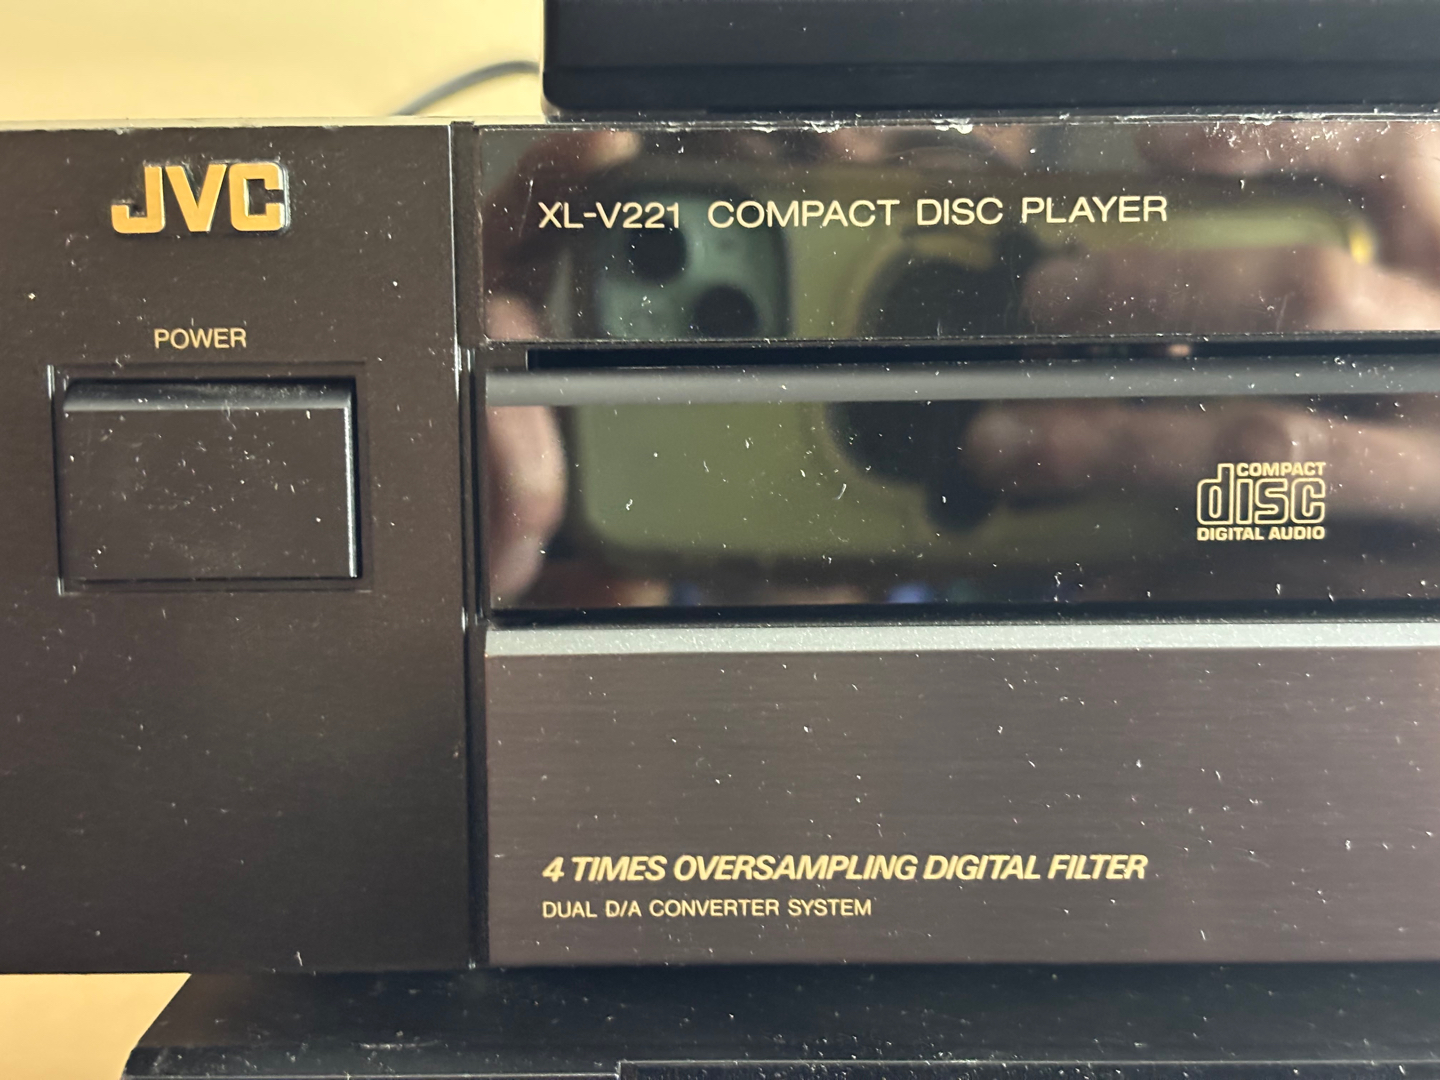 JVC
XL-V221 COMPACT DISC PLAYER
POWER
COMPACT
disc
DIGITAL AUDIO
4 TIMES OVERSAMPLING DIGITAL FILTER
DUAL D/A CONVERTER SYSTEM